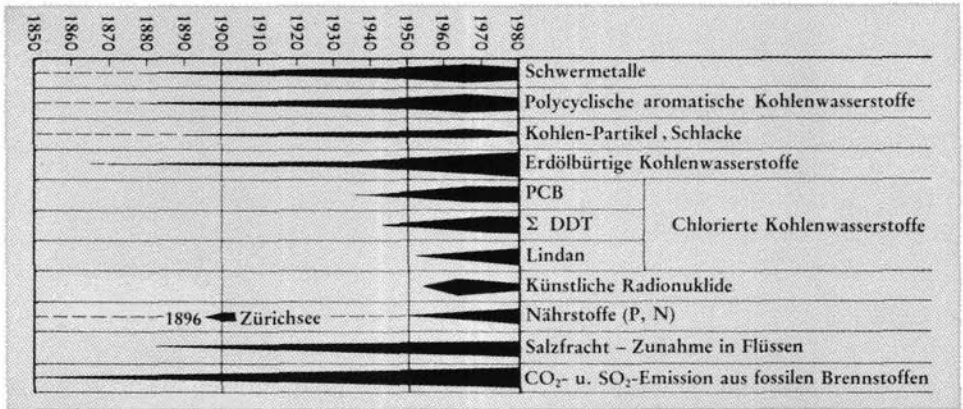 1850 1860 1870 1880 1890 1900 1910 1920 1930 1940 1950 1960 1970 1980
Schwermetalle
Polycyclische aromatische Kohlenwasserstoffe
Kohlen-Partikel, Schlacke
Erdölbürtige Kohlenwasserstoffe
PCB
Σ DDT
Chlorierte Kohlenwasserstoffe
Lindan
Künstliche Radionuklide
1896 Zürichsee Nährstoffe (P, N)
Salzfracht – Zunahme in Flüssen
CO₂- u. SO₂-Emission aus fossilen Brennstoffen